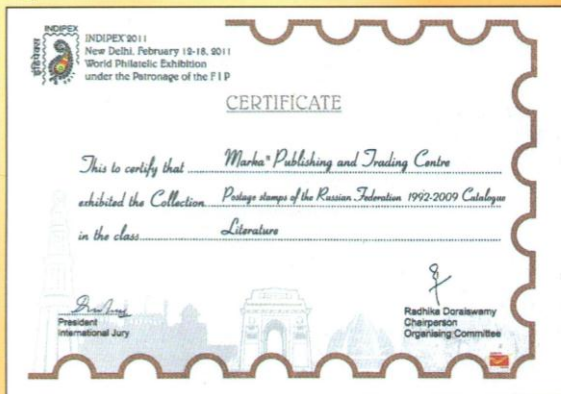 INDIPEX
इंडिपेक्स
2011
INDIPEX 2011
New Delhi, February 12-18, 2011
World Philatelic Exhibition
under the Patronage of the F I P
CERTIFICATE
This to certify that Marka" Publishing and Trading Centre
exhibited the Collection Postage stamps of the Russian Federation 1992-2009 Catalogue
in the class Literature
President
International Jury
Radhika Doraiswamy
Chairperson
Organising Committee